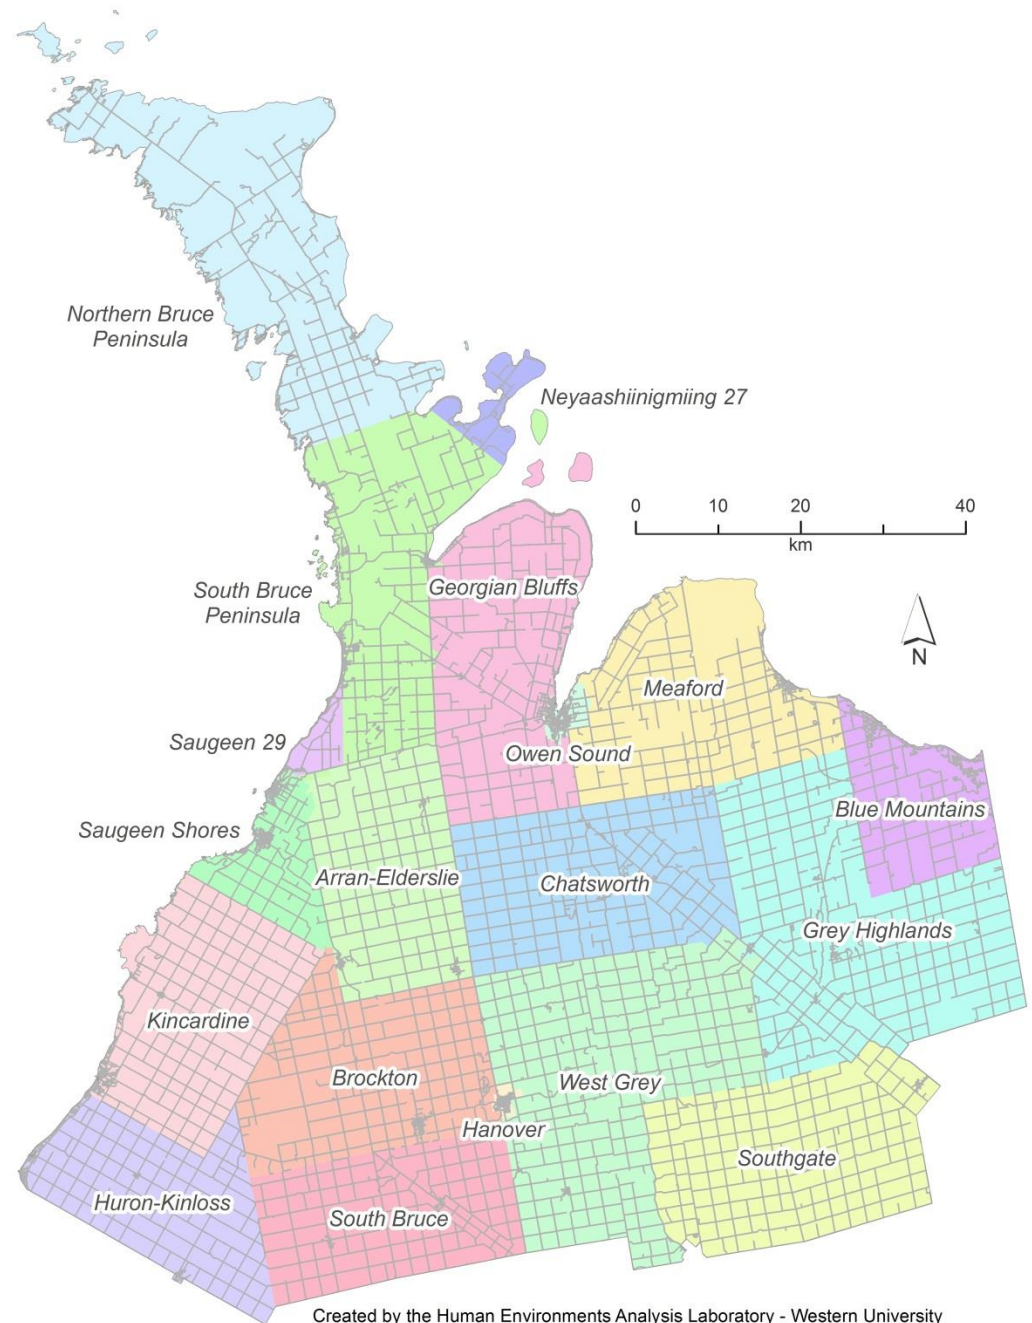 Northern Bruce
Peninsula
Neyaashiinigmiing 27
0 10 20 40
km
South Bruce
Peninsula
Georgian Bluffs
N
Meaford
Saugeen 29
Owen Sound
Saugeen Shores
Blue Mountains
Arran-Elderslie
Chatsworth
Grey Highlands
Kincardine
Brockton
West Grey
Hanover
Southgate
Huron-Kinloss
South Bruce
Created by the Human Environments Analysis Laboratory - Western University